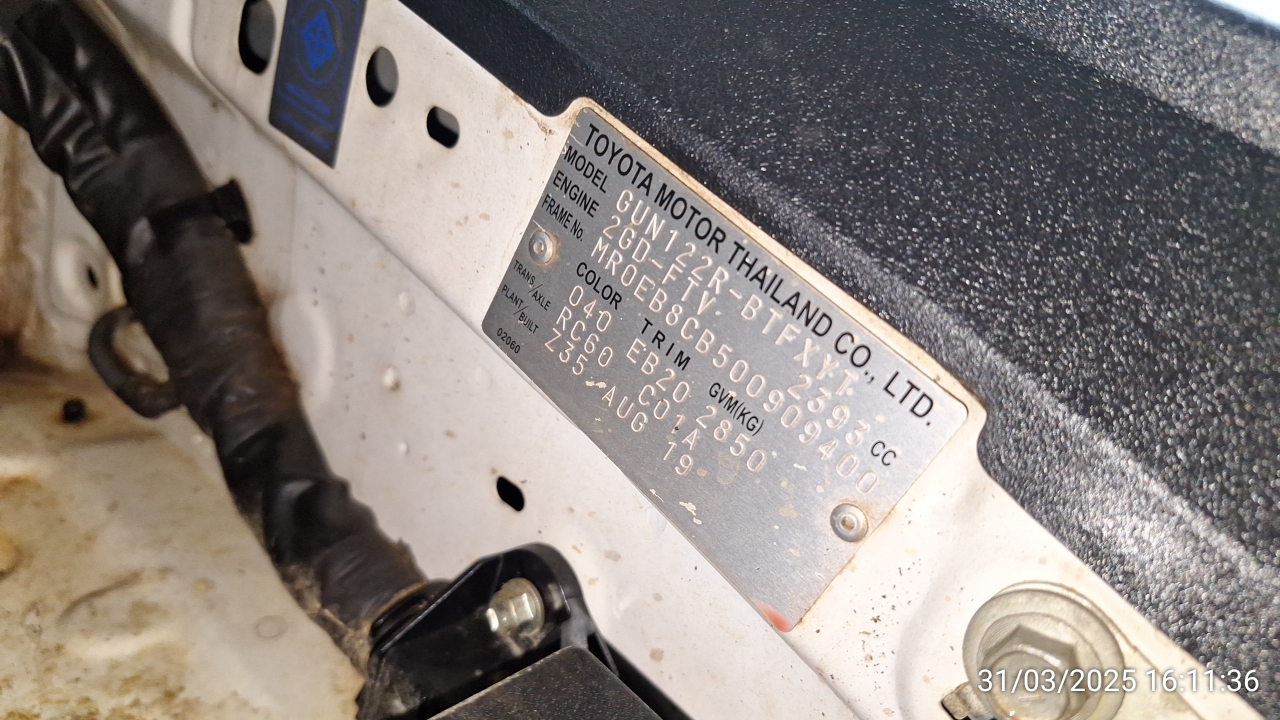 TOYOTA MOTOR THAILAND CO., LTD.
MODEL GUN122R-BTFXYT
ENGINE 2GD-FTV 2393 CC
FRAME No. MR0EB8CB500909400
COLOR TRIM GVM(KG)
040 EB20 2850
TRANS/AXLE RC60 C01A
PLANT/BUILT Z35 AUG 19
02060
31/03/2025 16:11:36